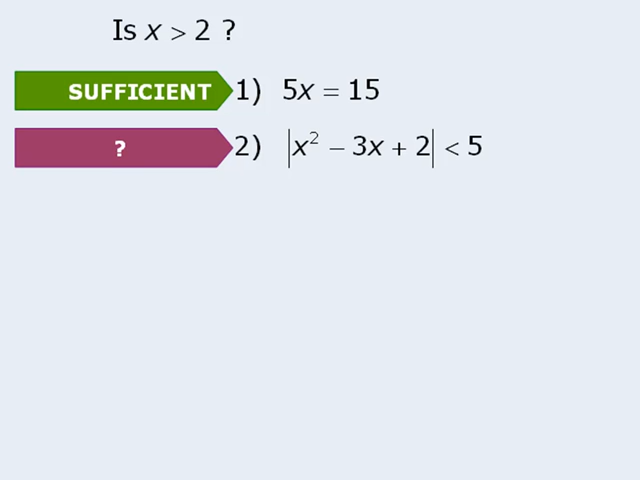 Is x > 2 ?
SUFFICIENT 1) 5x = 15
? 2) |x² − 3x + 2| < 5